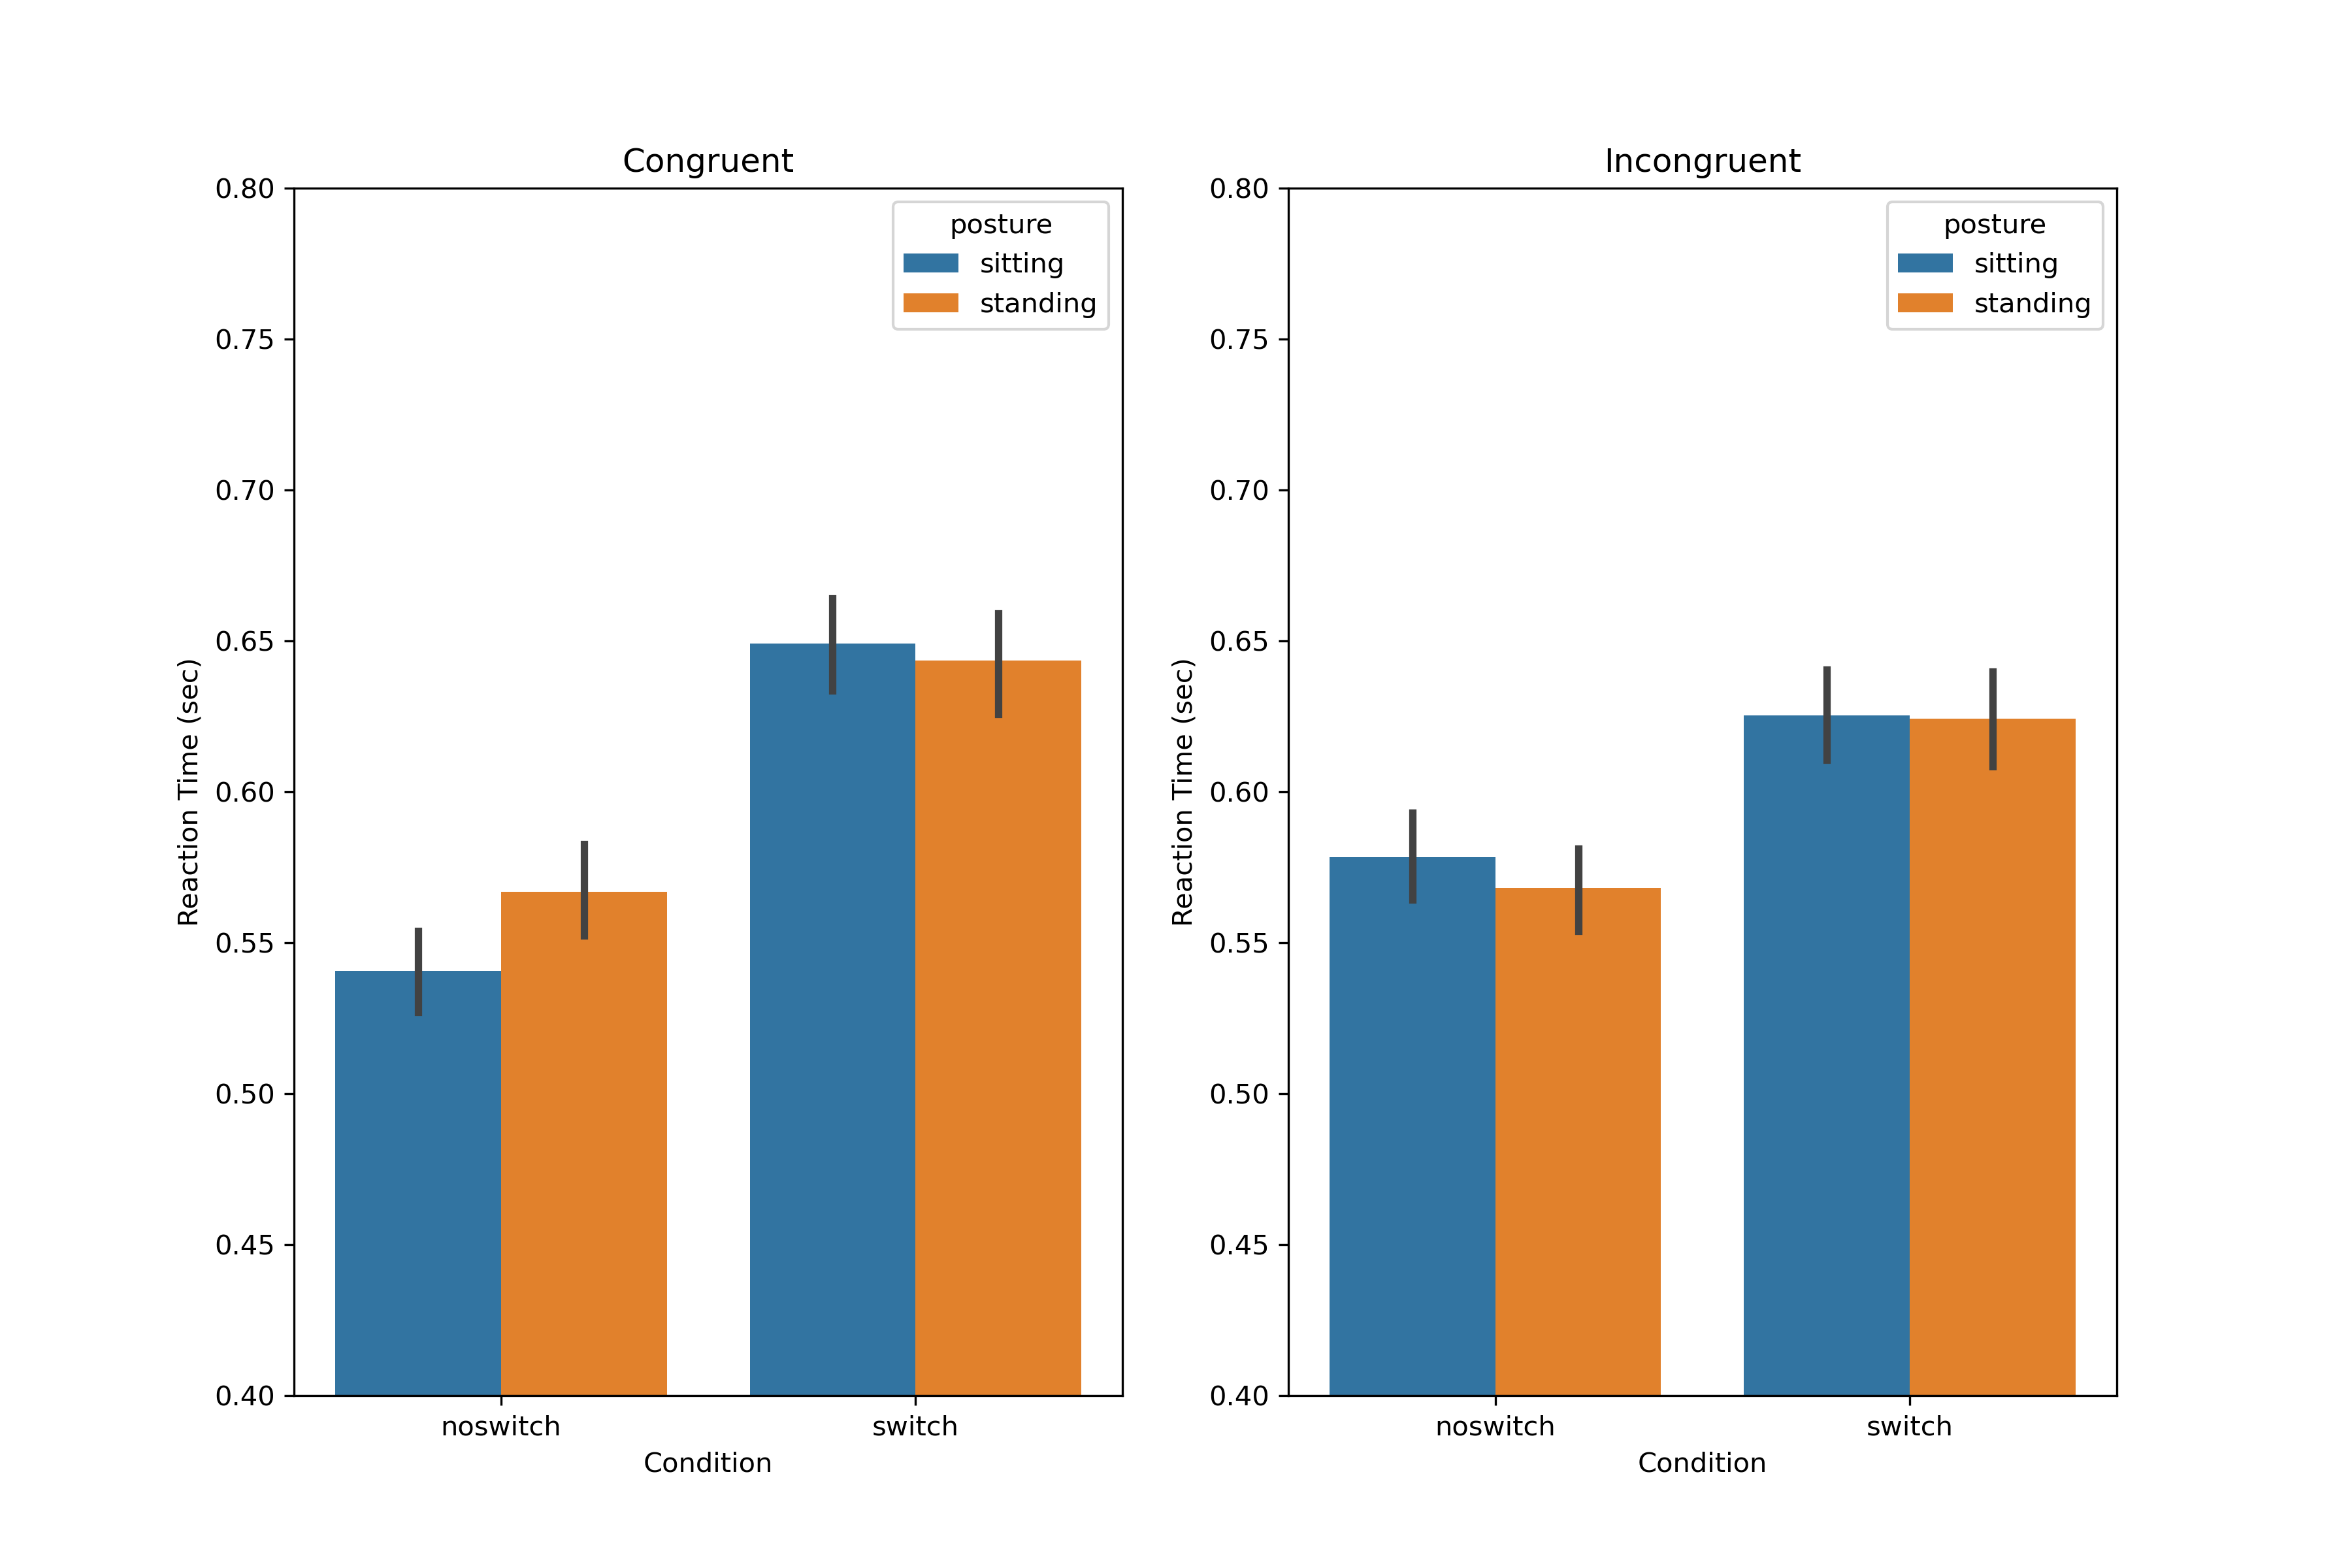 Congruent
0.80
0.75
0.70
0.65
0.60
0.55
0.50
0.45
0.40
Reaction Time (sec)
posture
sitting
standing
noswitch switch
Condition
Incongruent
0.80
0.75
0.70
0.65
0.60
0.55
0.50
0.45
0.40
Reaction Time (sec)
posture
sitting
standing
noswitch switch
Condition